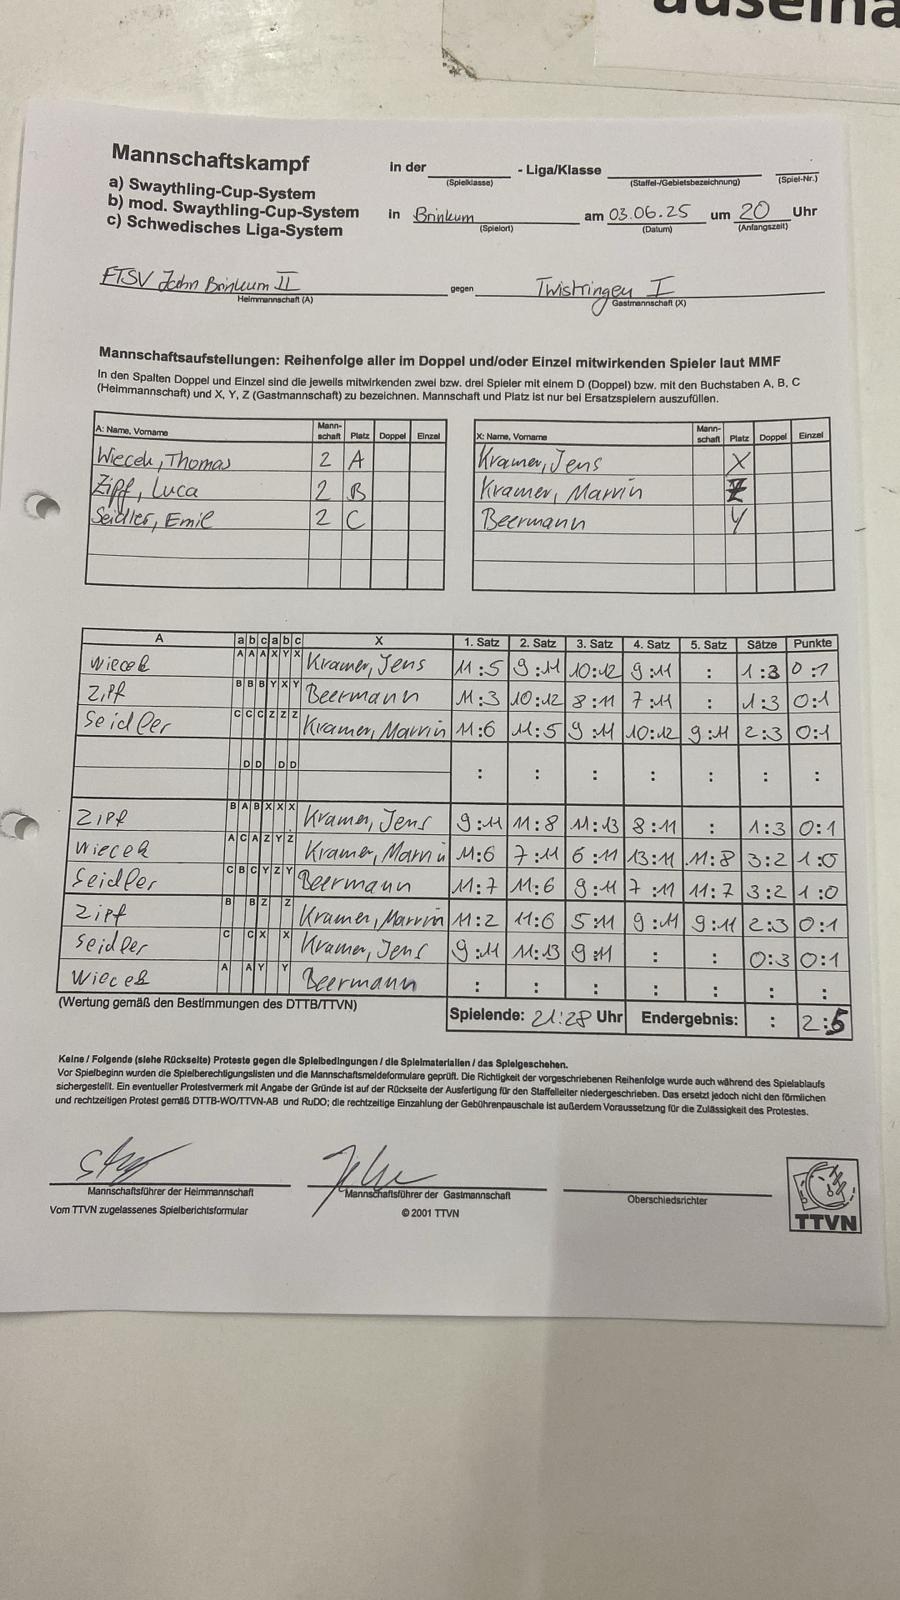 auseina
Mannschaftskampf
in der - Liga/Klasse
(Spielklasse) (Staffel-/Gebietsbezeichnung) (Spiel-Nr.)
a) Swaythling-Cup-System
b) mod. Swaythling-Cup-System
c) Schwedisches Liga-System
in Brinkum am 03.06.25 um 20 Uhr
(Spielort) (Datum) (Anfangszeit)
FTSV Jahn Brinkum II gegen Twistringen I
Heimmannschaft (A) Gastmannschaft (X)
Mannschaftsaufstellungen: Reihenfolge aller im Doppel und/oder Einzel mitwirkenden Spieler laut MMF
In den Spalten Doppel und Einzel sind die jeweils mitwirkenden zwei bzw. drei Spieler mit einem D (Doppel) bzw. mit den Buchstaben A, B, C
(Heimmannschaft) und X, Y, Z (Gastmannschaft) zu bezeichnen. Mannschaft und Platz ist nur bei Ersatzspielern auszufüllen.
A: Name, Vorname Mann-schaft Platz Doppel Einzel X: Name, Vorname Mann-schaft Platz Doppel Einzel
Wiecek, Thomas 2 A Kramer, Jens X
Zipf, Luca 2 B Kramer, Marvin Z
Seidler, Emil 2 C Beermann Y
A a b c a b c X 1. Satz 2. Satz 3. Satz 4. Satz 5. Satz Sätze Punkte
Wiecek A A A X Y X Kramer, Jens 11:5 9:11 10:12 9:11 : 1:3 0:1
Zipf B B B Y X Y Beermann 11:3 10:12 8:11 7:11 : 1:3 0:1
Seidler C C C Z Z Z Kramer, Marvin 11:6 11:5 9:11 10:12 9:11 2:3 0:1
D D D D : : : : : : :
Zipf B A B X X X Kramer, Jens 9:11 11:8 11:13 8:11 : 1:3 0:1
Wiecek A C A Z Y Z Kramer, Marvin 11:6 7:11 6:11 13:11 11:8 3:2 1:0
Seidler C B C Y Z Y Beermann 11:7 11:6 9:11 7:11 11:7 3:2 1:0
Zipf B B Z Z Kramer, Marvin 11:2 11:6 5:11 9:11 9:11 2:3 0:1
Seidler C C X X Kramer, Jens 9:11 11:13 9:11 : : 0:3 0:1
Wiecek A A Y Y Beermann : : : : : : :
(Wertung gemäß den Bestimmungen des DTTB/TTVN) Spielende: 21:28 Uhr Endergebnis: : 2:5
Keine / Folgende (siehe Rückseite) Proteste gegen die Spielbedingungen / die Spielmaterialien / das Spielgeschehen.
Vor Spielbeginn wurden die Spielberechtigungslisten und die Mannschaftsmeldeformulare geprüft. Die Richtigkeit der vorgeschriebenen Reihenfolge wurde auch während des Spielablaufs
sichergestellt. Ein eventueller Protestvermerk mit Angabe der Gründe ist auf der Rückseite der Ausfertigung für den Staffelleiter niedergeschrieben. Das ersetzt jedoch nicht den förmlichen
und rechtzeitigen Protest gemäß DTTB-WO/TTVN-AB und RuDO; die rechtzeitige Einzahlung der Gebührenpauschale ist außerdem Voraussetzung für die Zulässigkeit des Protestes.
Mannschaftsführer der Heimmannschaft Mannschaftsführer der Gastmannschaft Oberschiedsrichter
Vom TTVN zugelassenes Spielberichtsformular © 2001 TTVN
TTVN